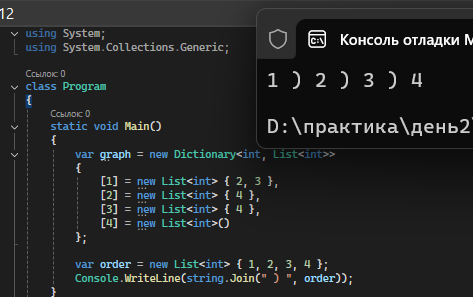 12
using System;
using System.Collections.Generic;
Ссылок: 0
class Program
{
Ссылок: 0
static void Main()
{
var graph = new Dictionary<int, List<int>>
{
[1] = new List<int> { 2, 3 },
[2] = new List<int> { 4 },
[3] = new List<int> { 4 },
[4] = new List<int>()
};
var order = new List<int> { 1, 2, 3, 4 };
Console.WriteLine(string.Join(" ) ", order));
}
Консоль отладки M
1 ) 2 ) 3 ) 4
D:\практика\день2\